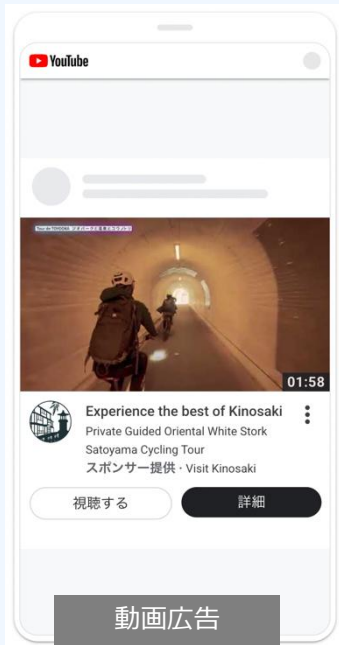 YouTube
01:58
Experience the best of Kinosaki
Private Guided Oriental White Stork
Satoyama Cycling Tour
スポンサー提供 · Visit Kinosaki
視聴する
詳細
動画広告